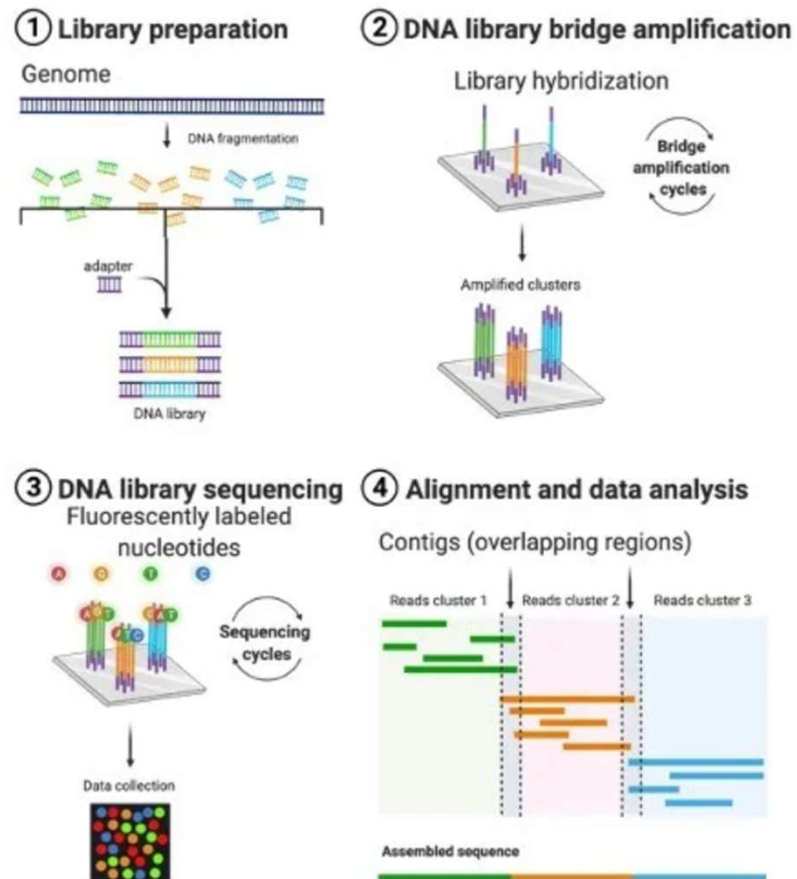 1 Library preparation
Genome
DNA fragmentation
adapter
DNA library
2 DNA library bridge amplification
Library hybridization
Bridge
amplification
cycles
Amplified clusters
3 DNA library sequencing
Fluorescently labeled
nucleotides
A G T C
A G T
G A T
A T C
Sequencing
cycles
Data collection
4 Alignment and data analysis
Contigs (overlapping regions)
Reads cluster 1 Reads cluster 2 Reads cluster 3
Assembled sequence